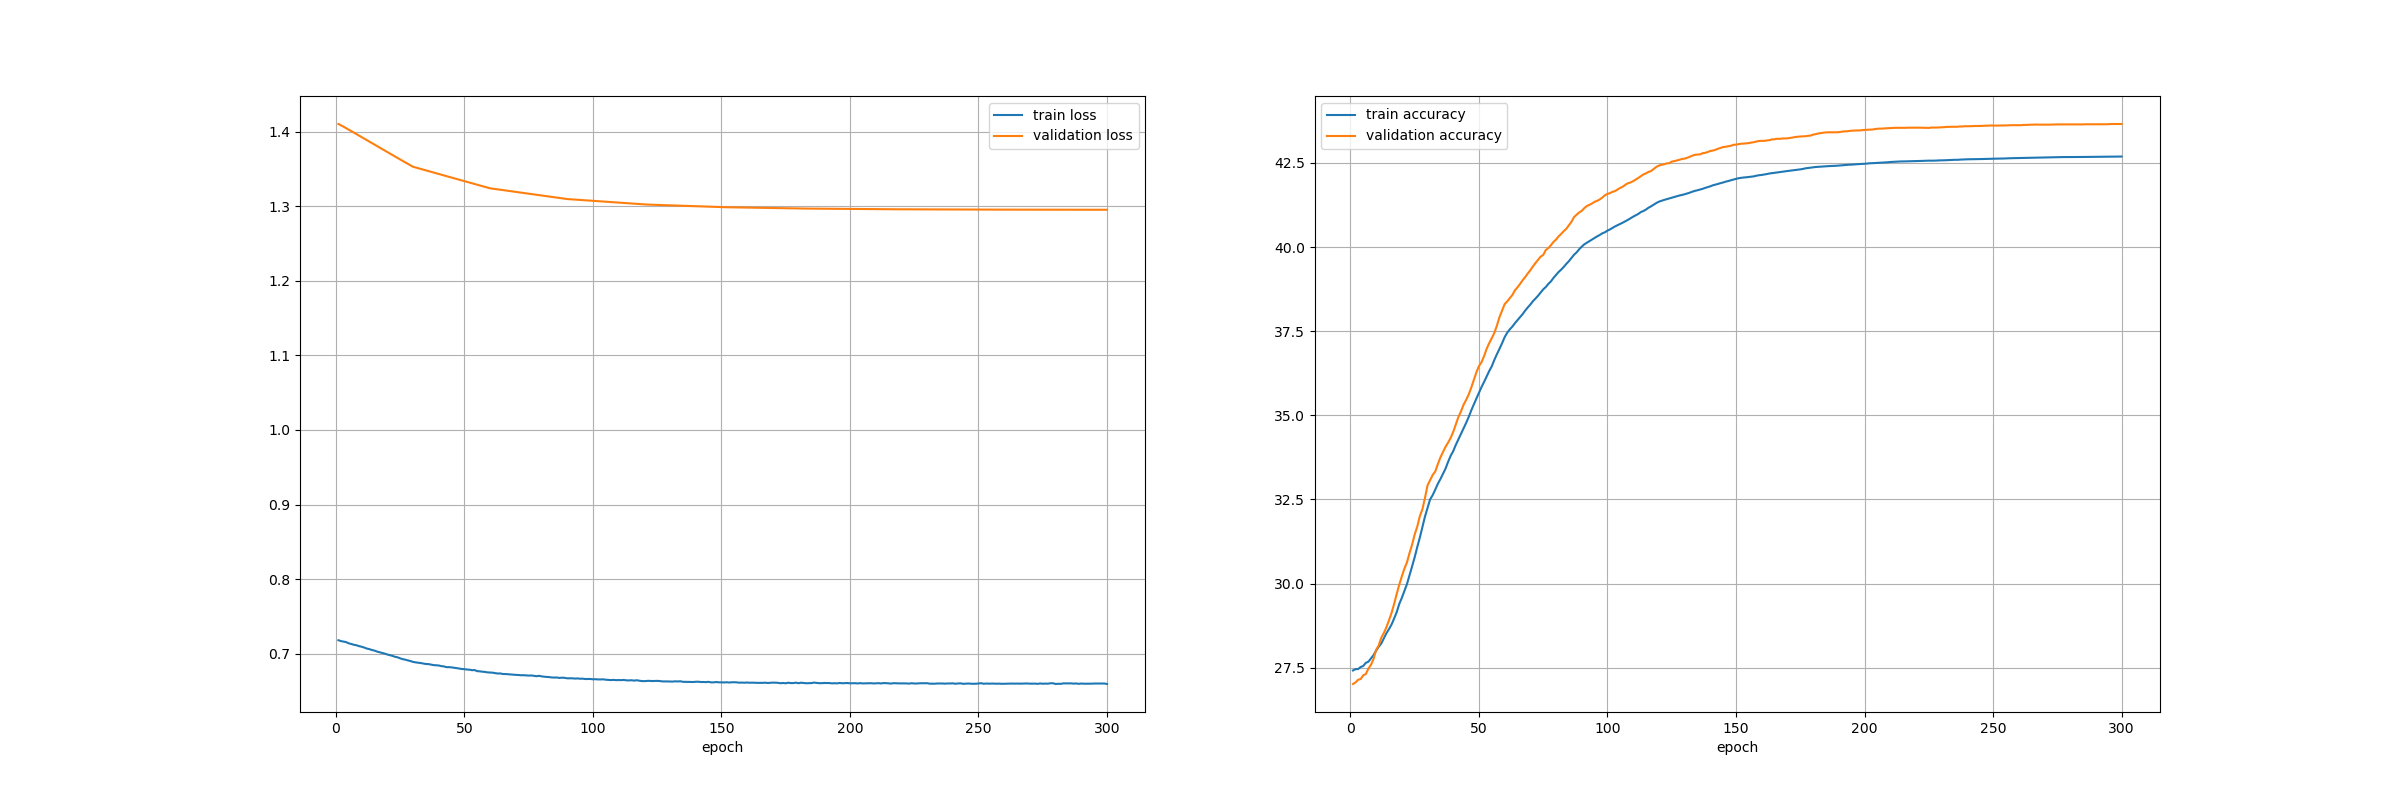 train loss
validation loss
1.4
1.3
1.2
1.1
1.0
0.9
0.8
0.7
0 50 100 150 200 250 300
epoch
train accuracy
validation accuracy
42.5
40.0
37.5
35.0
32.5
30.0
27.5
0 50 100 150 200 250 300
epoch